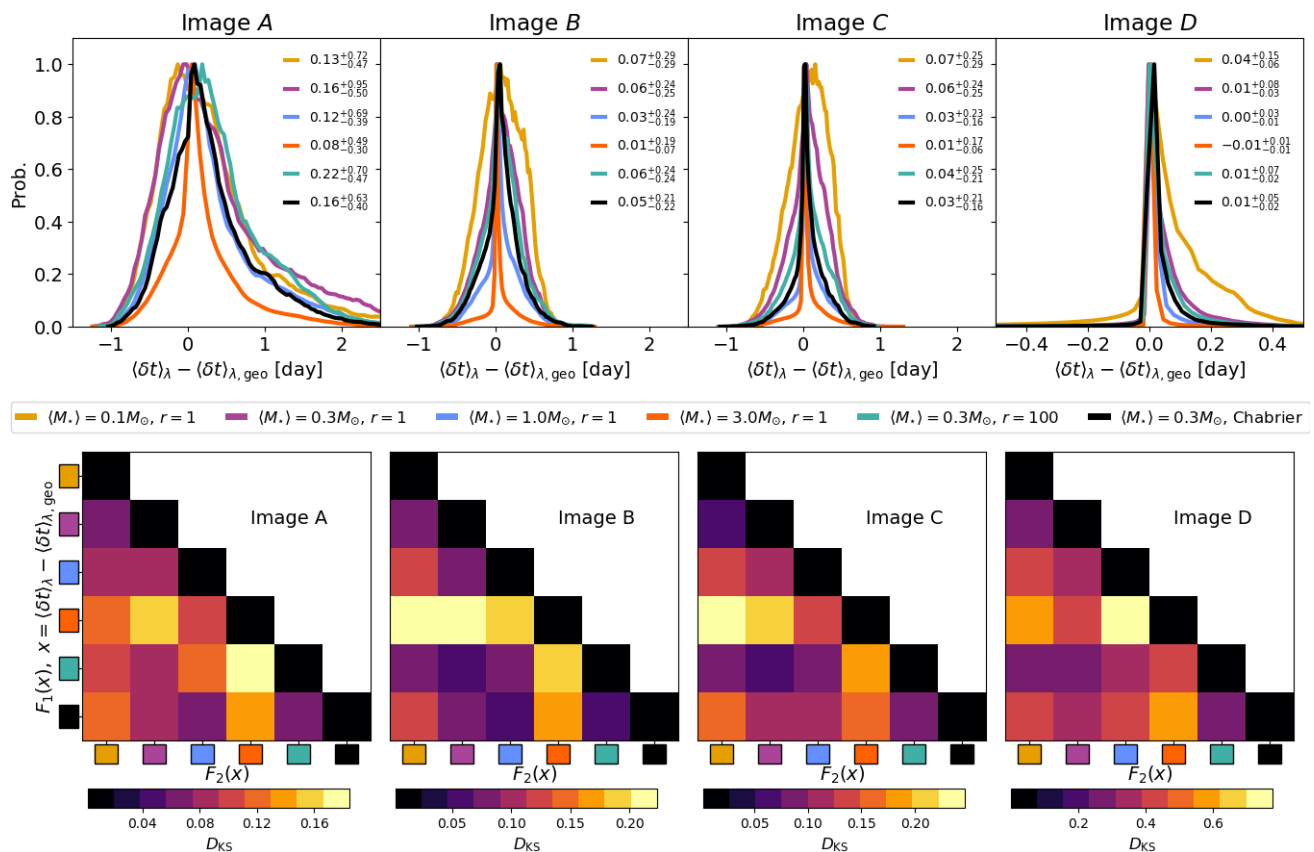 Image A
Image B
Image C
Image D
Prob.
1.0
0.8
0.6
0.4
0.2
0.0
0.13 +0.72 −0.47
0.16 +0.95 −0.50
0.12 +0.69 −0.39
0.08 +0.49 −0.30
0.22 +0.70 −0.47
0.16 +0.63 −0.40
0.07 +0.29 −0.29
0.06 +0.24 −0.25
0.03 +0.24 −0.19
0.01 +0.19 −0.07
0.06 +0.24 −0.24
0.05 +0.21 −0.22
0.07 +0.25 −0.29
0.06 +0.24 −0.23
0.03 +0.23 −0.16
0.01 +0.17 −0.06
0.04 +0.25 −0.21
0.03 +0.21 −0.16
0.04 +0.15 −0.06
0.01 +0.08 −0.03
0.00 +0.03 −0.01
−0.01 +0.01 −0.01
0.01 +0.07 −0.02
0.01 +0.05 −0.02
−1 0 1 2
−1 0 1 2
−1 0 1 2
−0.4 −0.2 0.0 0.2 0.4
⟨δt⟩λ − ⟨δt⟩λ, geo [day]
⟨δt⟩λ − ⟨δt⟩λ, geo [day]
⟨δt⟩λ − ⟨δt⟩λ, geo [day]
⟨δt⟩λ − ⟨δt⟩λ, geo [day]
⟨M⋆⟩ = 0.1M⊙, r = 1
⟨M⋆⟩ = 0.3M⊙, r = 1
⟨M⋆⟩ = 1.0M⊙, r = 1
⟨M⋆⟩ = 3.0M⊙, r = 1
⟨M⋆⟩ = 0.3M⊙, r = 100
⟨M⋆⟩ = 0.3M⊙, Chabrier
F1(x), x = ⟨δt⟩λ − ⟨δt⟩λ, geo
Image A
Image B
Image C
Image D
F2(x)
F2(x)
F2(x)
F2(x)
0.04 0.08 0.12 0.16
0.05 0.10 0.15 0.20
0.05 0.10 0.15 0.20
0.2 0.4 0.6
DKS
DKS
DKS
DKS